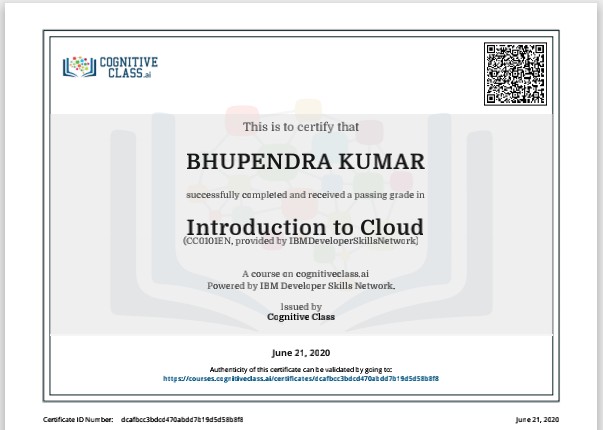 COGNITIVE
CLASS.ai
This is to certify that
BHUPENDRA KUMAR
successfully completed and received a passing grade in
Introduction to Cloud
(CC0101EN, provided by IBMDeveloperSkillsNetwork)
A course on cognitiveclass.ai
Powered by IBM Developer Skills Network.
Issued by
Cognitive Class
June 21, 2020
Authenticity of this certificate can be validated by going to:
https://courses.cognitiveclass.ai/certificates/dcafbcc3bdcd470abdd7b19d5d58b8f8
Certificate ID Number: dcafbcc3bdcd470abdd7b19d5d58b8f8
June 21, 2020